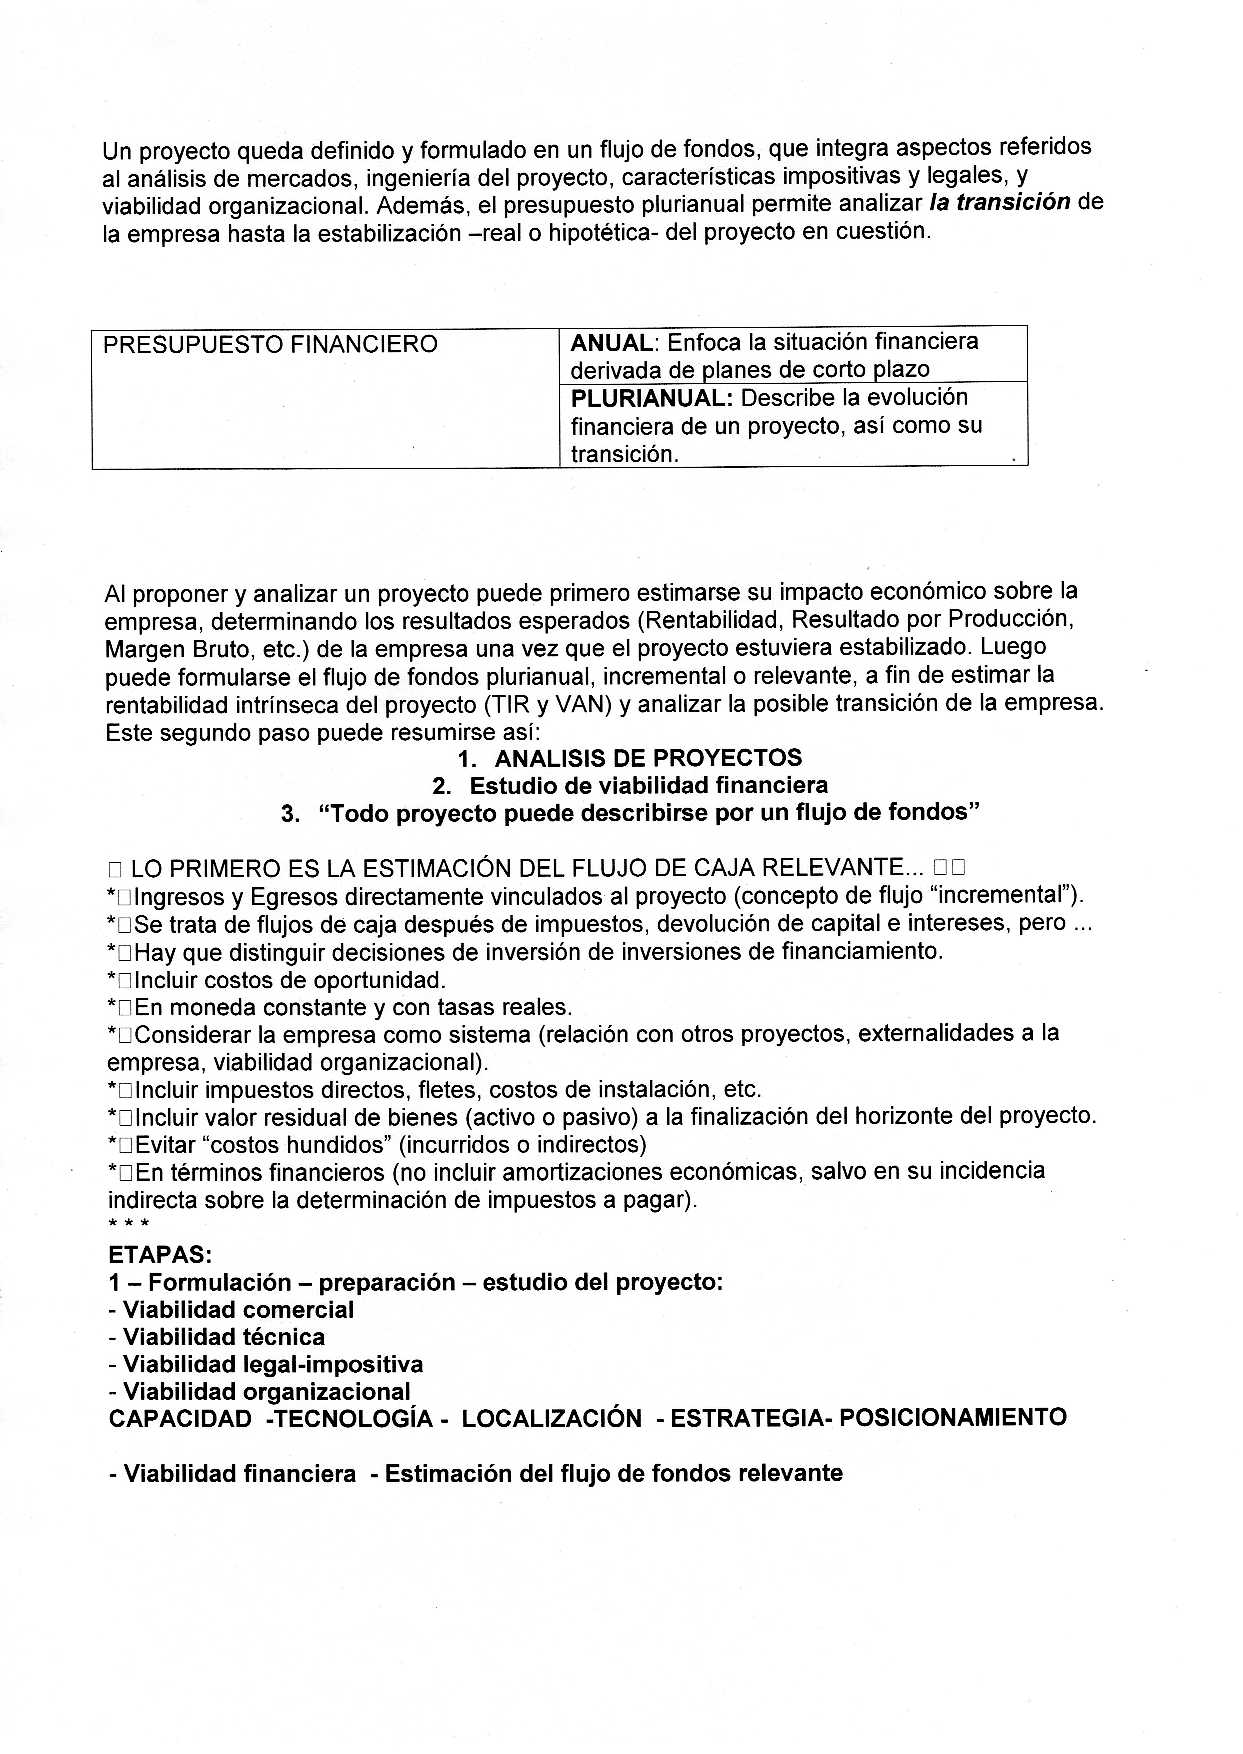 Un proyecto queda definido y formulado en un flujo de fondos, que integra aspectos referidos
al análisis de mercados, ingeniería del proyecto, características impositivas y legales, y
viabilidad organizacional. Además, el presupuesto plurianual permite analizar la transición de
la empresa hasta la estabilización –real o hipotética- del proyecto en cuestión.
PRESUPUESTO FINANCIERO
ANUAL: Enfoca la situación financiera
derivada de planes de corto plazo
PLURIANUAL: Describe la evolución
financiera de un proyecto, así como su
transición.
Al proponer y analizar un proyecto puede primero estimarse su impacto económico sobre la
empresa, determinando los resultados esperados (Rentabilidad, Resultado por Producción,
Margen Bruto, etc.) de la empresa una vez que el proyecto estuviera estabilizado. Luego
puede formularse el flujo de fondos plurianual, incremental o relevante, a fin de estimar la
rentabilidad intrínseca del proyecto (TIR y VAN) y analizar la posible transición de la empresa.
Este segundo paso puede resumirse así:
1. ANALISIS DE PROYECTOS
2. Estudio de viabilidad financiera
3. “Todo proyecto puede describirse por un flujo de fondos”
□ LO PRIMERO ES LA ESTIMACIÓN DEL FLUJO DE CAJA RELEVANTE... □□
*□Ingresos y Egresos directamente vinculados al proyecto (concepto de flujo “incremental”).
*□Se trata de flujos de caja después de impuestos, devolución de capital e intereses, pero ...
*□Hay que distinguir decisiones de inversión de inversiones de financiamiento.
*□Incluir costos de oportunidad.
*□En moneda constante y con tasas reales.
*□Considerar la empresa como sistema (relación con otros proyectos, externalidades a la
empresa, viabilidad organizacional).
*□Incluir impuestos directos, fletes, costos de instalación, etc.
*□Incluir valor residual de bienes (activo o pasivo) a la finalización del horizonte del proyecto.
*□Evitar “costos hundidos” (incurridos o indirectos)
*□En términos financieros (no incluir amortizaciones económicas, salvo en su incidencia
indirecta sobre la determinación de impuestos a pagar).
* * *
ETAPAS:
1 – Formulación – preparación – estudio del proyecto:
- Viabilidad comercial
- Viabilidad técnica
- Viabilidad legal-impositiva
- Viabilidad organizacional
CAPACIDAD -TECNOLOGÍA - LOCALIZACIÓN - ESTRATEGIA- POSICIONAMIENTO
- Viabilidad financiera - Estimación del flujo de fondos relevante